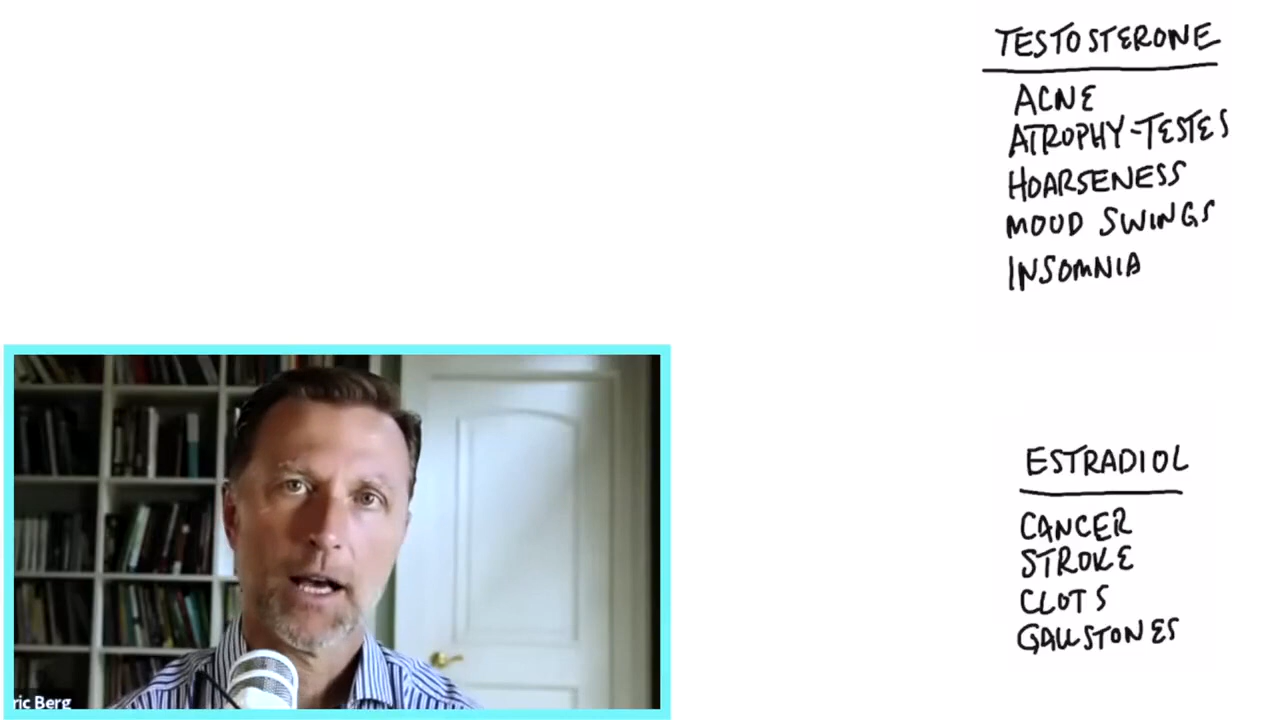 TESTOSTERONE
ACNE
ATROPHY-TESTES
HOARSENESS
MOOD SWINGS
INSOMNIA
ESTRADIOL
CANCER
STROKE
CLOTS
GALLSTONES
ric Berg